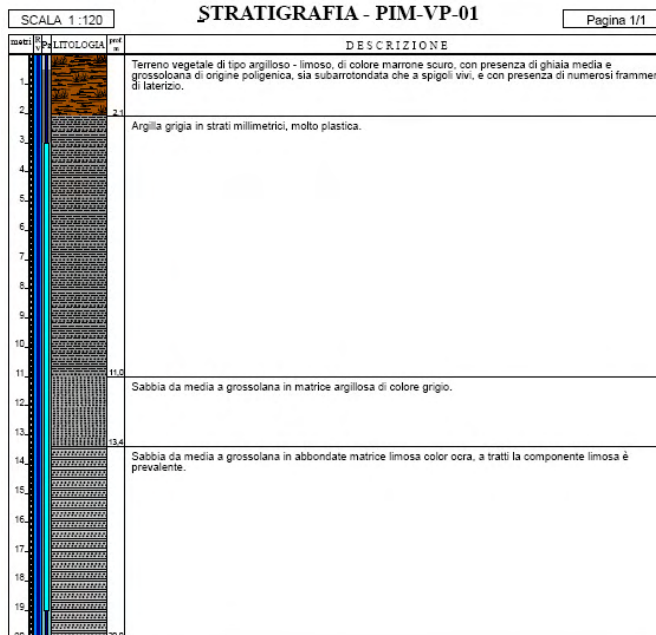 SCALA 1 :120
STRATIGRAFIA - PIM-VP-01
Pagina 1/1
metri R v Pz LITOLOGIA prof. m D E S C R I Z I O N E
Terreno vegetale di tipo argilloso - limoso, di colore marrone scuro, con presenza di ghiaia media e
1
grossoloana di origine poligenica, sia subarrotondata che a spigoli vivi, e con presenza di numerosi frammen
di laterizio.
2
2,1
Argilla grigia in strati millimetrici, molto plastica.
3
4
5
6
7
8
9
10
11
11,0
Sabbia da media a grossolana in matrice argillosa di colore grigio.
12
13
13,4
Sabbia da media a grossolana in abbondate matrice limosa color ocra, a tratti la componente limosa è
14
prevalente.
15
16
17
18
19